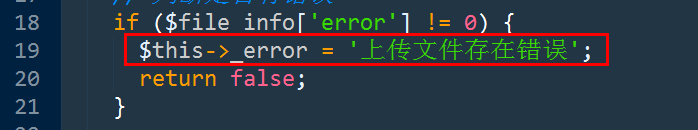 18 if ($file_info['error'] != 0) {
19 $this->_error = '上传文件存在错误';
20 return false;
21 }